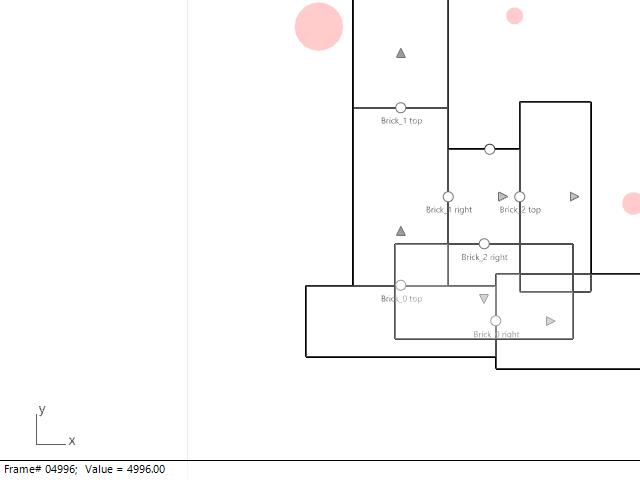 Brick_1 top
Brick_1 right
Brick_2 top
Brick_2 right
Brick_0 top
Brick_0 right
y
x
Frame# 04996; Value = 4996.00